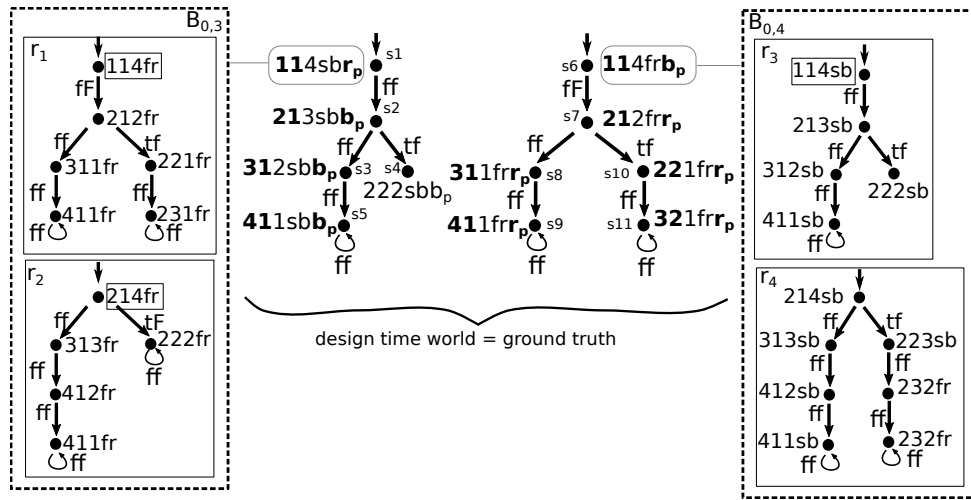 B0,3
r1
114fr
fF
212fr
ff
tf
311fr
221fr
ff
ff
411fr
231fr
ff
ff
r2
214fr
ff
tF
313fr
222fr
ff
ff
412fr
ff
411fr
ff
114sbrp
s1
ff
213sbbp
s2
ff
tf
312sbbp
s3
s4
222sbbp
ff
411sbbp
s5
ff
s6
114frbp
fF
s7
212frrp
ff
tf
311frrp
s8
s10
221frrp
ff
ff
411frrp
s9
s11
321frrp
ff
ff
design time world = ground truth
B0,4
r3
114sb
ff
213sb
ff
tf
312sb
222sb
ff
411sb
ff
r4
214sb
ff
tf
313sb
223sb
ff
ff
412sb
232fr
ff
ff
411sb
232fr
ff
ff